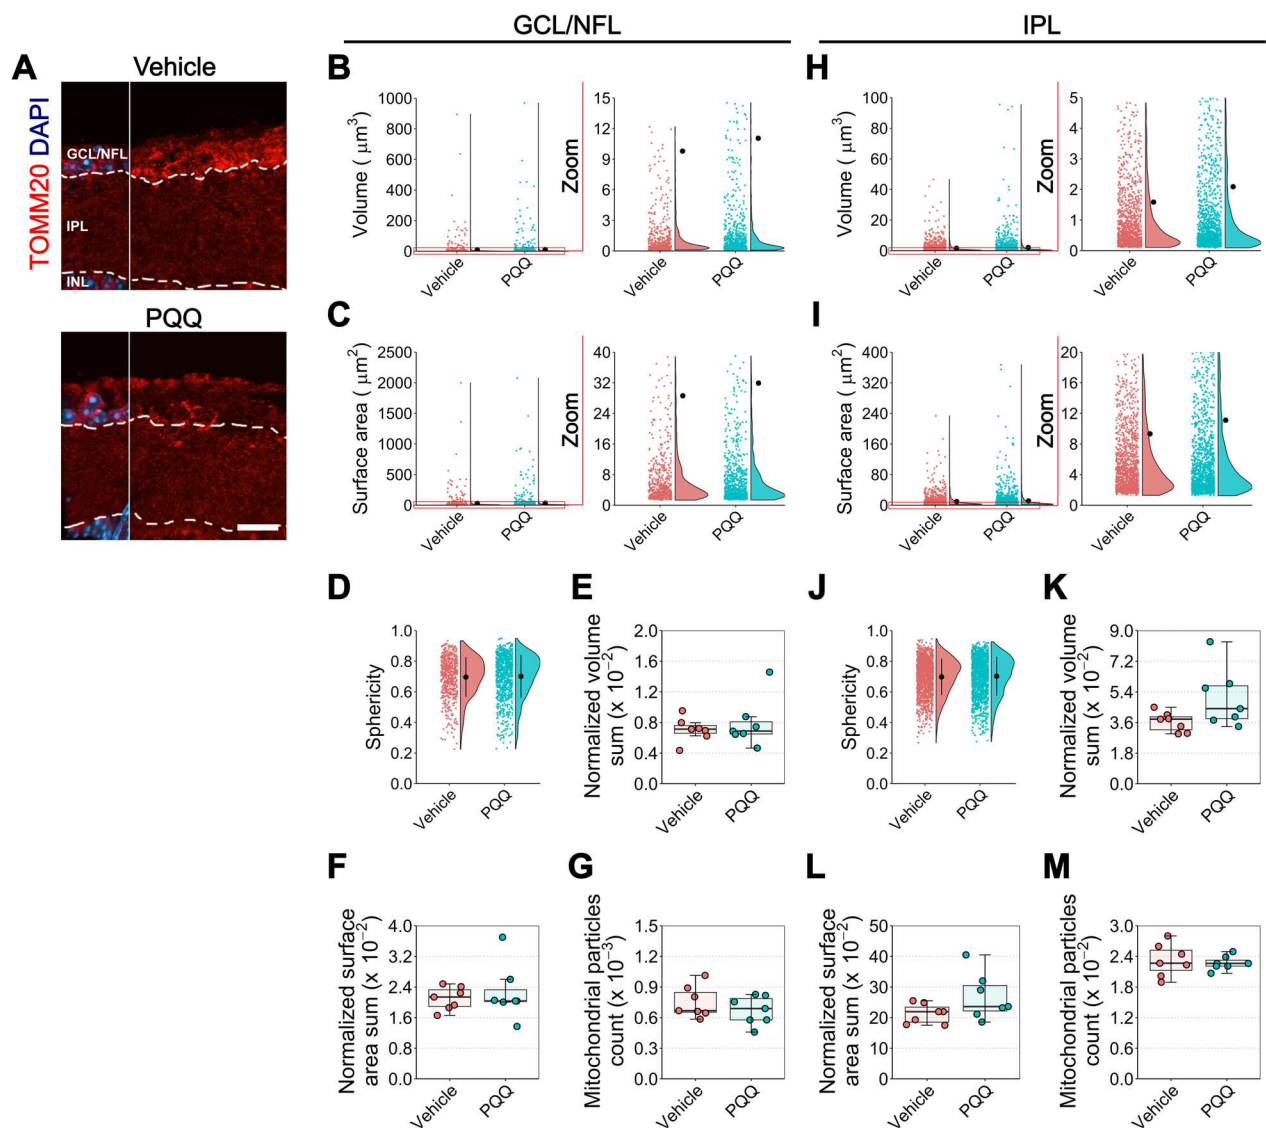 GCL/NFL
IPL
A
Vehicle
TOMM20 DAPI
GCL/NFL
IPL
INL
PQQ
B
Volume ( μm³)
1000
800
600
400
200
0
Vehicle
PQQ
Zoom
15
12
9
6
3
0
Vehicle
PQQ
H
Volume ( μm³)
100
80
60
40
20
0
Vehicle
PQQ
Zoom
5
4
3
2
1
0
Vehicle
PQQ
C
Surface area ( μm²)
2500
2000
1500
1000
500
0
Vehicle
PQQ
Zoom
40
32
24
16
8
0
Vehicle
PQQ
I
Surface area ( μm²)
400
320
240
160
80
0
Vehicle
PQQ
Zoom
20
16
12
8
4
0
Vehicle
PQQ
D
Sphericity
1.0
0.8
0.6
0.4
0.2
0.0
Vehicle
PQQ
E
Normalized volume
sum (x 10⁻²)
2.0
1.6
1.2
0.8
0.4
0.0
Vehicle
PQQ
J
Sphericity
1.0
0.8
0.6
0.4
0.2
0.0
Vehicle
PQQ
K
Normalized volume
sum (x 10⁻²)
9.0
7.2
5.4
3.6
1.8
0.0
Vehicle
PQQ
F
Normalized surface
area sum (x 10⁻²)
4.0
3.2
2.4
1.6
0.8
0.0
Vehicle
PQQ
G
Mitochondrial particles
count (x 10⁻³)
1.5
1.2
0.9
0.6
0.3
0.0
Vehicle
PQQ
L
Normalized surface
area sum (x 10⁻²)
50
40
30
20
10
0
Vehicle
PQQ
M
Mitochondrial particles
count (x 10⁻²)
3.0
2.4
1.8
1.2
0.6
0.0
Vehicle
PQQ